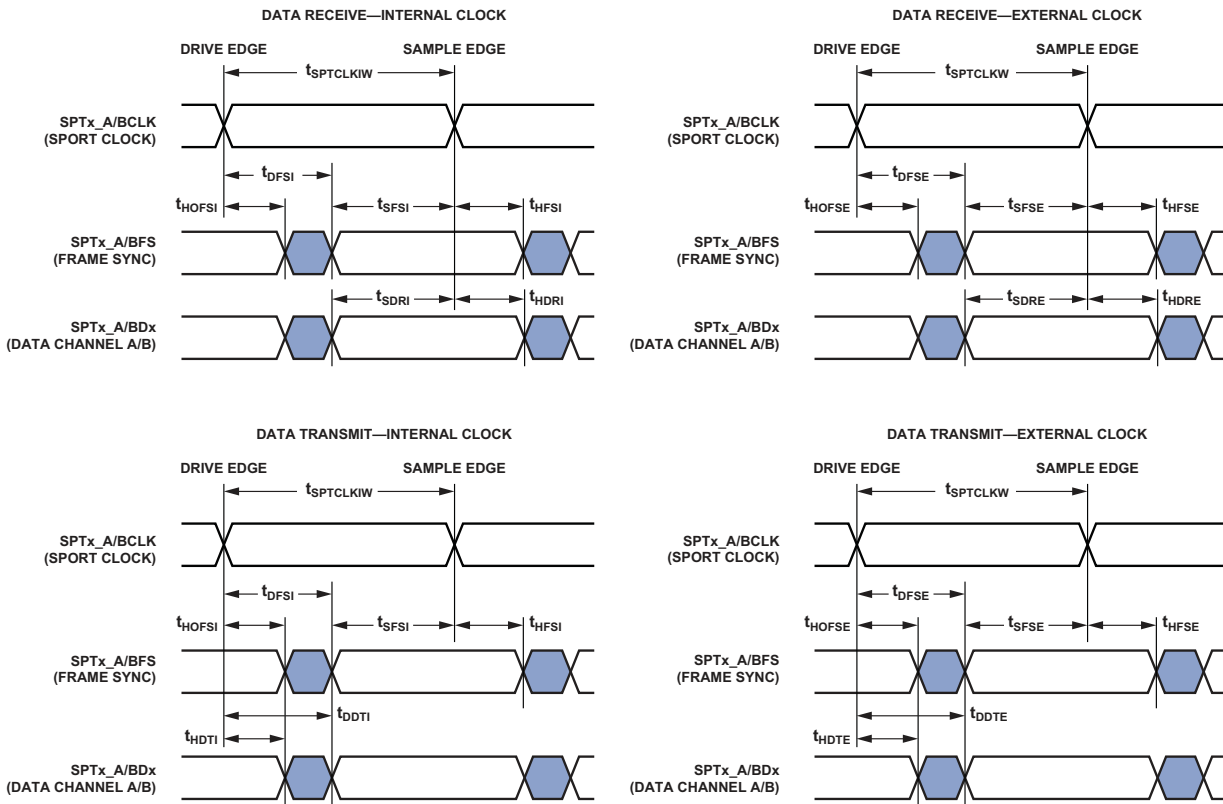 DATA RECEIVE—INTERNAL CLOCK
DRIVE EDGE
SAMPLE EDGE
tSPTCLKIW
SPTx_A/BCLK
(SPORT CLOCK)
tDFSI
tHOFSI
tSFSI
tHFSI
SPTx_A/BFS
(FRAME SYNC)
tSDRI
tHDRI
SPTx_A/BDx
(DATA CHANNEL A/B)
DATA RECEIVE—EXTERNAL CLOCK
DRIVE EDGE
SAMPLE EDGE
tSPTCLKW
SPTx_A/BCLK
(SPORT CLOCK)
tDFSE
tHOFSE
tSFSE
tHFSE
SPTx_A/BFS
(FRAME SYNC)
tSDRE
tHDRE
SPTx_A/BDx
(DATA CHANNEL A/B)
DATA TRANSMIT—INTERNAL CLOCK
DRIVE EDGE
SAMPLE EDGE
tSPTCLKIW
SPTx_A/BCLK
(SPORT CLOCK)
tDFSI
tHOFSI
tSFSI
tHFSI
SPTx_A/BFS
(FRAME SYNC)
tDDTI
tHDTI
SPTx_A/BDx
(DATA CHANNEL A/B)
DATA TRANSMIT—EXTERNAL CLOCK
DRIVE EDGE
SAMPLE EDGE
tSPTCLKW
SPTx_A/BCLK
(SPORT CLOCK)
tDFSE
tHOFSE
tSFSE
tHFSE
SPTx_A/BFS
(FRAME SYNC)
tDDTE
tHDTE
SPTx_A/BDx
(DATA CHANNEL A/B)